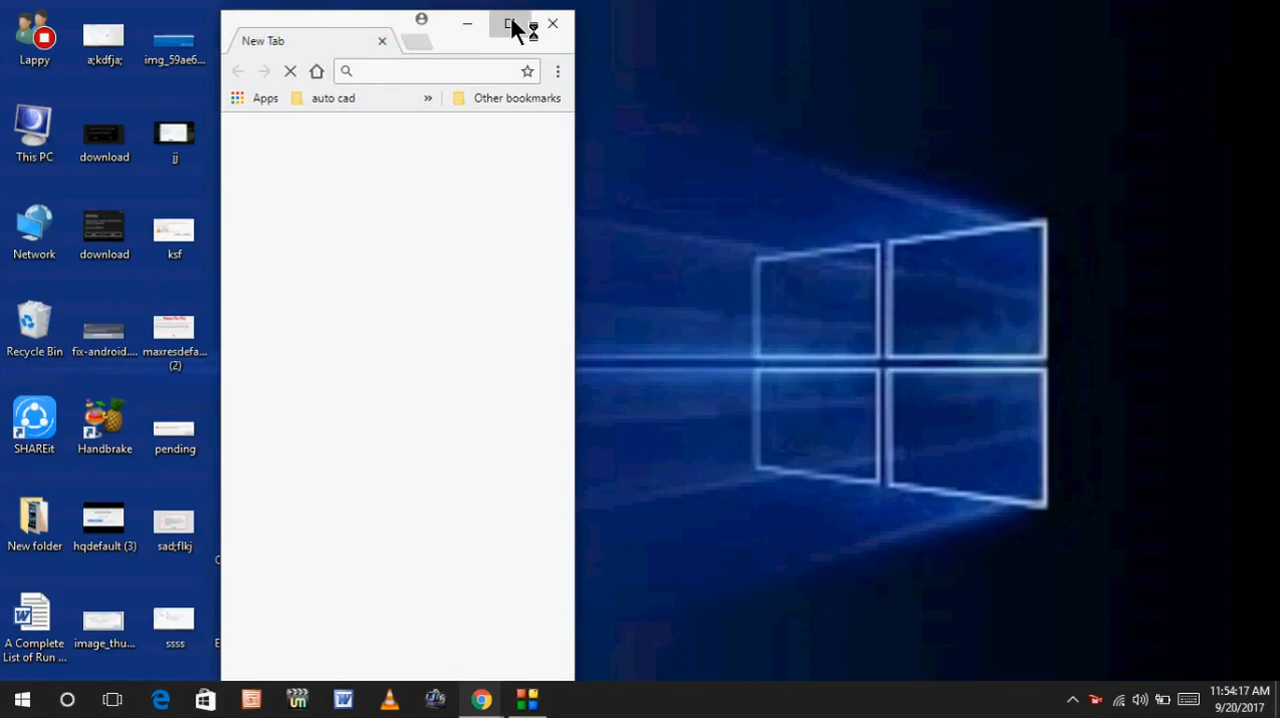 New Tab
Apps
auto cad
»
Other bookmarks
Lappy
a;kdfja;
img_59ae6...
This PC
download
jj
Network
download
ksf
Recycle Bin
fix-android....
maxresdefa...
(2)
SHAREit
Handbrake
pending
New folder
hqdefault (3)
sad;flkj
A Complete
List of Run ...
image_thu...
ssss
11:54:17 AM
9/20/2017